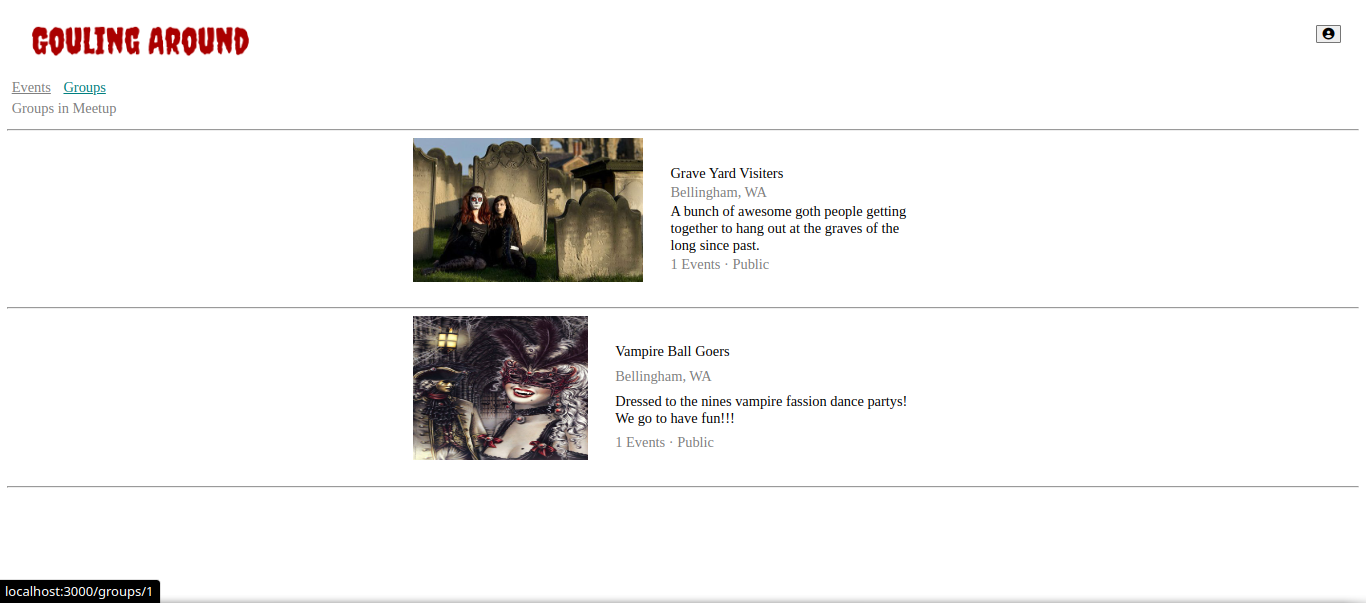 GOULING AROUND
Events Groups
Groups in Meetup
Grave Yard Visiters
Bellingham, WA
A bunch of awesome goth people getting
together to hang out at the graves of the
long since past.
1 Events · Public
Vampire Ball Goers
Bellingham, WA
Dressed to the nines vampire fassion dance partys!
We go to have fun!!!
1 Events · Public
localhost:3000/groups/1